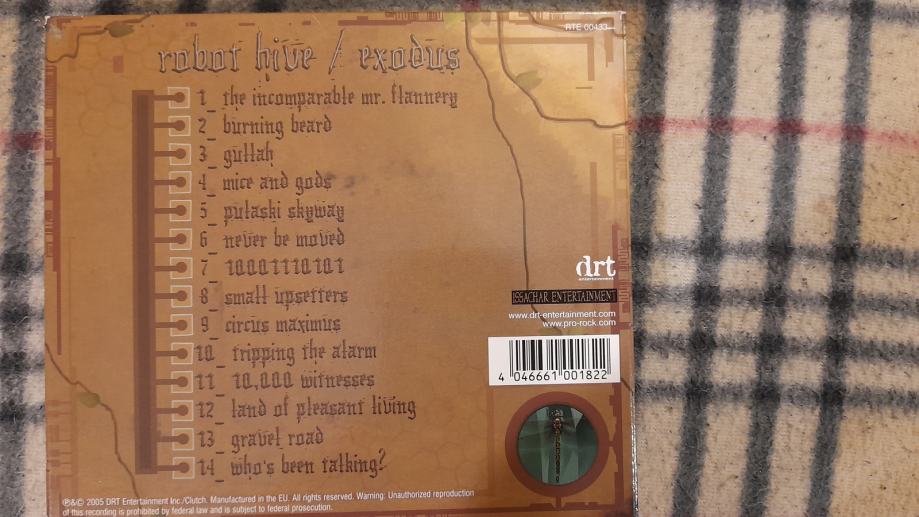 RTE 00433
robot hive / exodus
1_ the incomparable mr. flannery
2_ burning beard
3_ gullah
4_ mice and gods
5_ pulaski skyway
6_ never be moved
7_ 10001110101
8_ small upsetters
9_ circus maximus
10_ tripping the alarm
11_ 10,000 witnesses
12_ land of pleasant living
13_ gravel road
14_ who's been talking?
drt
entertainment
ISSACHAR ENTERTAINMENT
www.drt-entertainment.com
www.pro-rock.com
4 046661 001822
℗&© 2005 DRT Entertainment Inc./Clutch. Manufactured in the EU. All rights reserved. Warning: Unauthorized reproduction
of this recording is prohibited by federal law and is subject to federal prosecution.